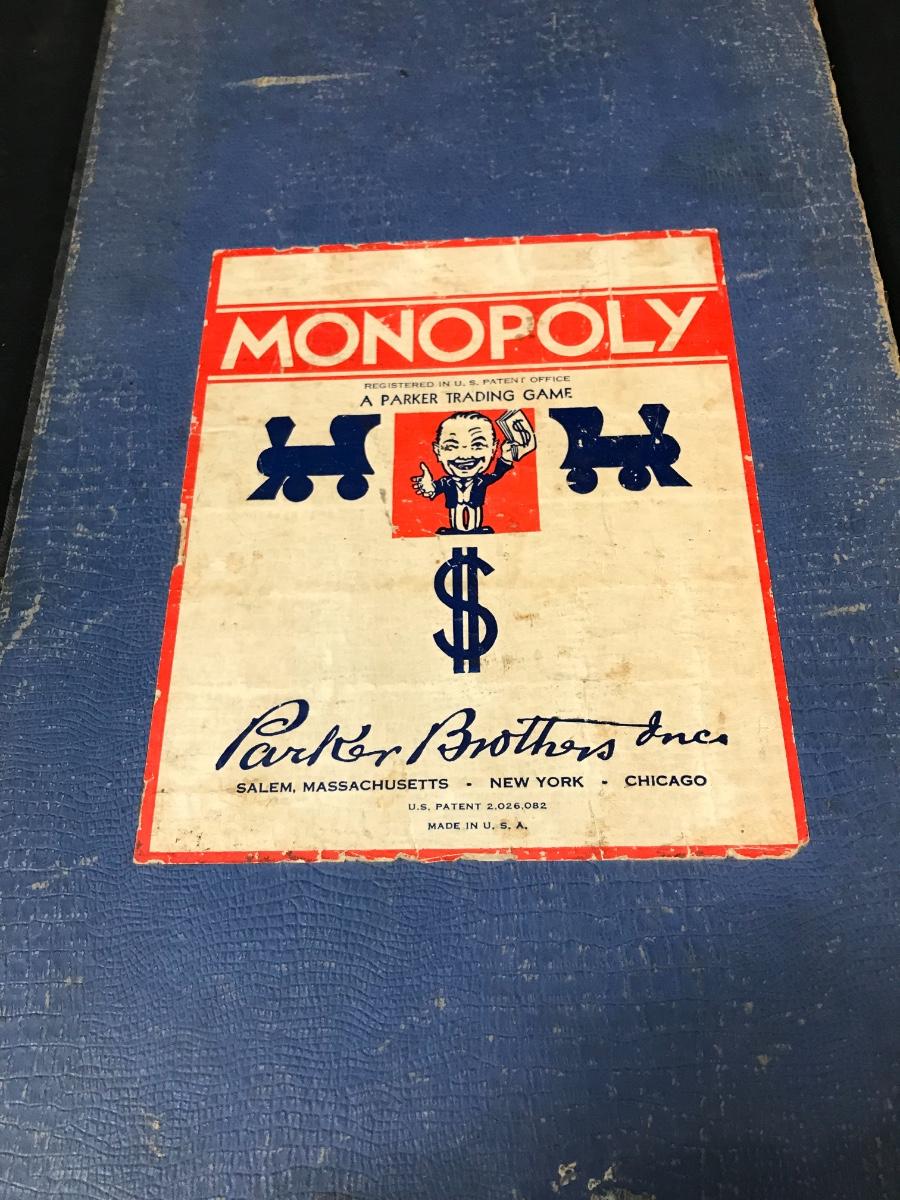 MONOPOLY
REGISTERED IN U. S. PATENT OFFICE
A PARKER TRADING GAME
$
$
Parker Brothers Inc.
SALEM, MASSACHUSETTS - NEW YORK - CHICAGO
U.S. PATENT 2,026,082
MADE IN U. S. A.